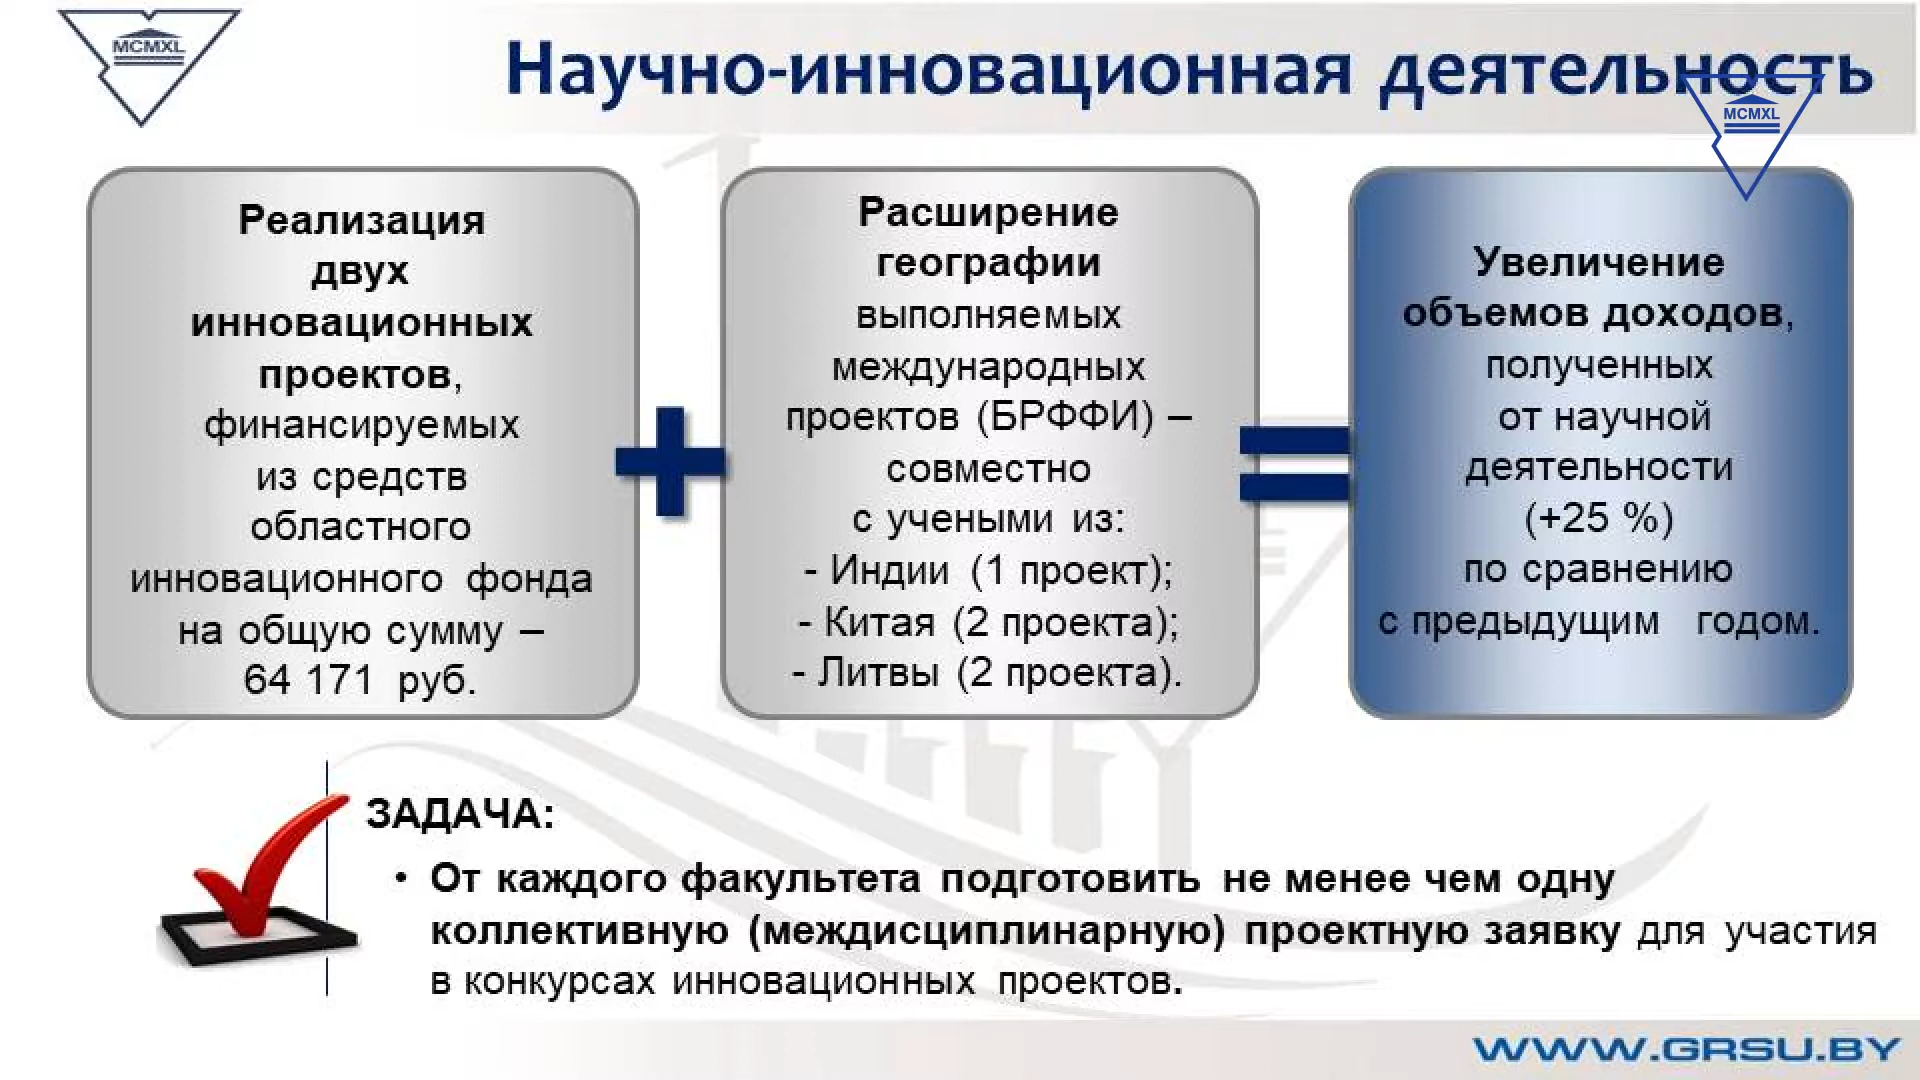 MCMXL
Научно-инновационная деятельность
MCMXL
Реализация
двух
инновационных
проектов,
финансируемых
из средств
областного
инновационного фонда
на общую сумму –
64 171 руб.
+
Расширение
географии
выполняемых
международных
проектов (БРФФИ) –
совместно
с учеными из:
- Индии (1 проект);
- Китая (2 проекта);
- Литвы (2 проекта).
=
Увеличение
объемов доходов,
полученных
от научной
деятельности
(+25 %)
по сравнению
с предыдущим годом.
ЗАДАЧА:
• От каждого факультета подготовить не менее чем одну
коллективную (междисциплинарную) проектную заявку для участия
в конкурсах инновационных проектов.
WWW.GRSU.BY